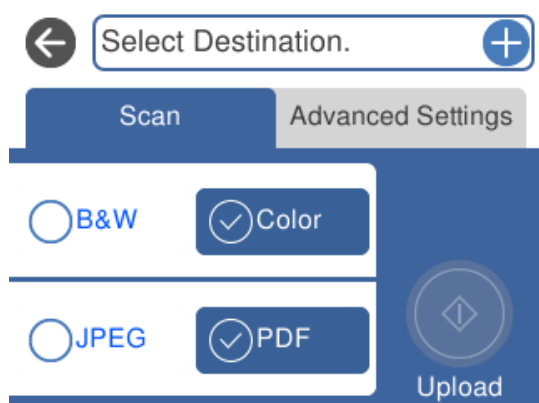 Select Destination.
Scan Advanced Settings
B&W Color
JPEG PDF
Upload